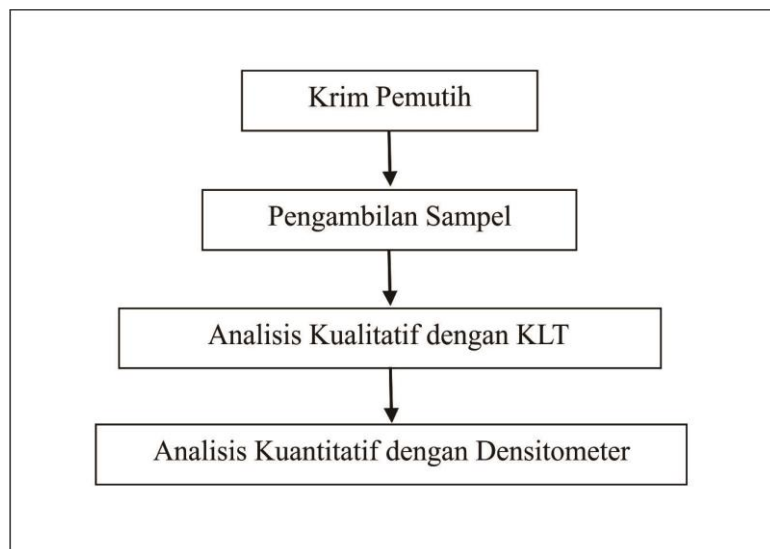 Krim Pemutih
Pengambilan Sampel
Analisis Kualitatif dengan KLT
Analisis Kuantitatif dengan Densitometer